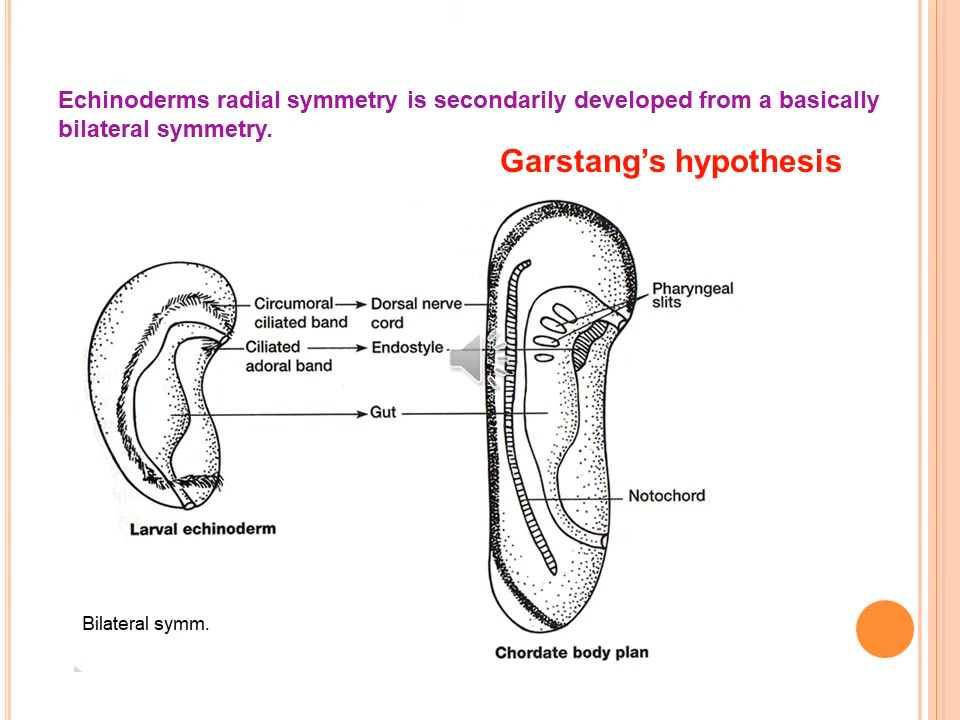 Echinoderms radial symmetry is secondarily developed from a basically
bilateral symmetry.
Garstang’s hypothesis
Circumoral
ciliated band
Dorsal nerve
cord
Pharyngeal
slits
Ciliated
adoral band
Endostyle
Gut
Notochord
Larval echinoderm
Bilateral symm.
Chordate body plan